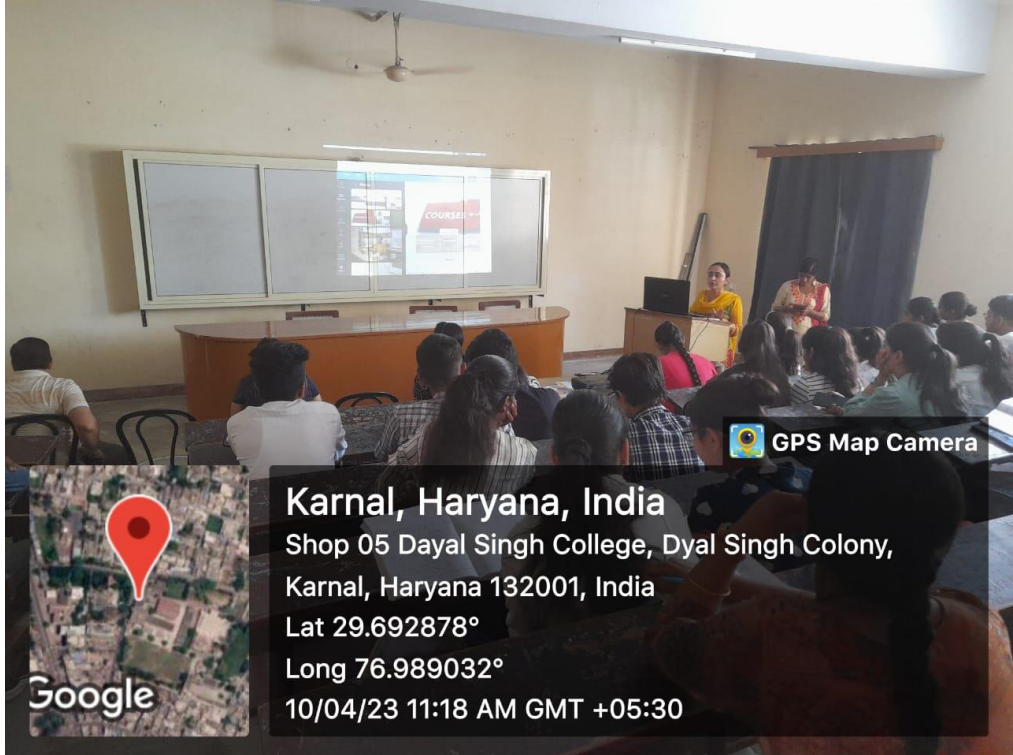 COURSES
GPS Map Camera
Karnal, Haryana, India
Shop 05 Dayal Singh College, Dyal Singh Colony,
Karnal, Haryana 132001, India
Lat 29.692878°
Long 76.989032°
10/04/23 11:18 AM GMT +05:30
Google